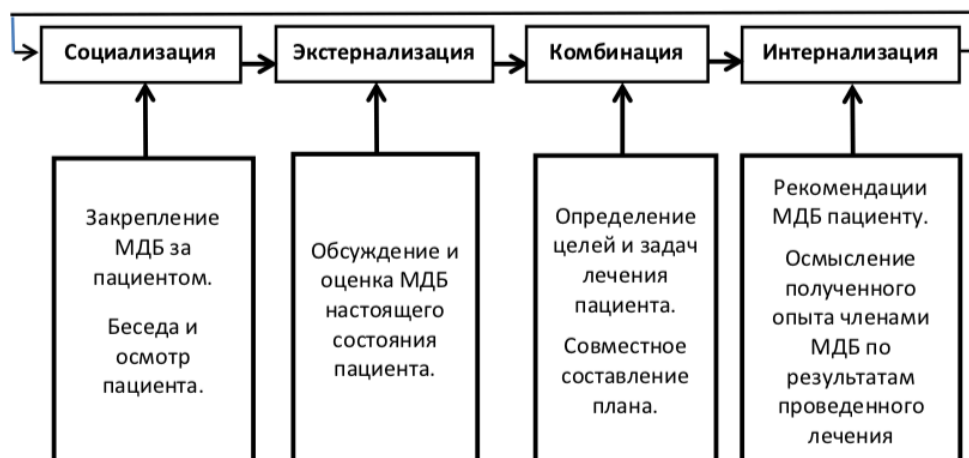 Социализация
Экстернализация
Комбинация
Интернализация
Закрепление
МДБ за
пациентом.
Беседа и
осмотр
пациента.
Обсуждение и
оценка МДБ
настоящего
состояния
пациента.
Определение
целей и задач
лечения
пациента.
Совместное
составление
плана.
Рекомендации
МДБ пациенту.
Осмысление
полученного
опыта членами
МДБ по
результатам
проведенного
лечения